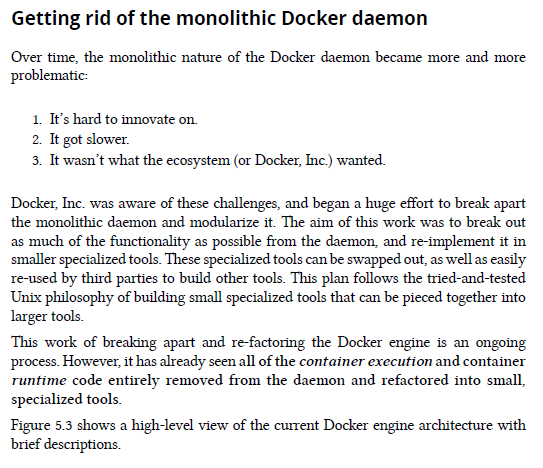 Getting rid of the monolithic Docker daemon
Over time, the monolithic nature of the Docker daemon became more and more
problematic:
1. It’s hard to innovate on.
2. It got slower.
3. It wasn’t what the ecosystem (or Docker, Inc.) wanted.
Docker, Inc. was aware of these challenges, and began a huge effort to break apart
the monolithic daemon and modularize it. The aim of this work was to break out
as much of the functionality as possible from the daemon, and re-implement it in
smaller specialized tools. These specialized tools can be swapped out, as well as easily
re-used by third parties to build other tools. This plan follows the tried-and-tested
Unix philosophy of building small specialized tools that can be pieced together into
larger tools.
This work of breaking apart and re-factoring the Docker engine is an ongoing
process. However, it has already seen all of the container execution and container
runtime code entirely removed from the daemon and refactored into small,
specialized tools.
Figure 5.3 shows a high-level view of the current Docker engine architecture with
brief descriptions.